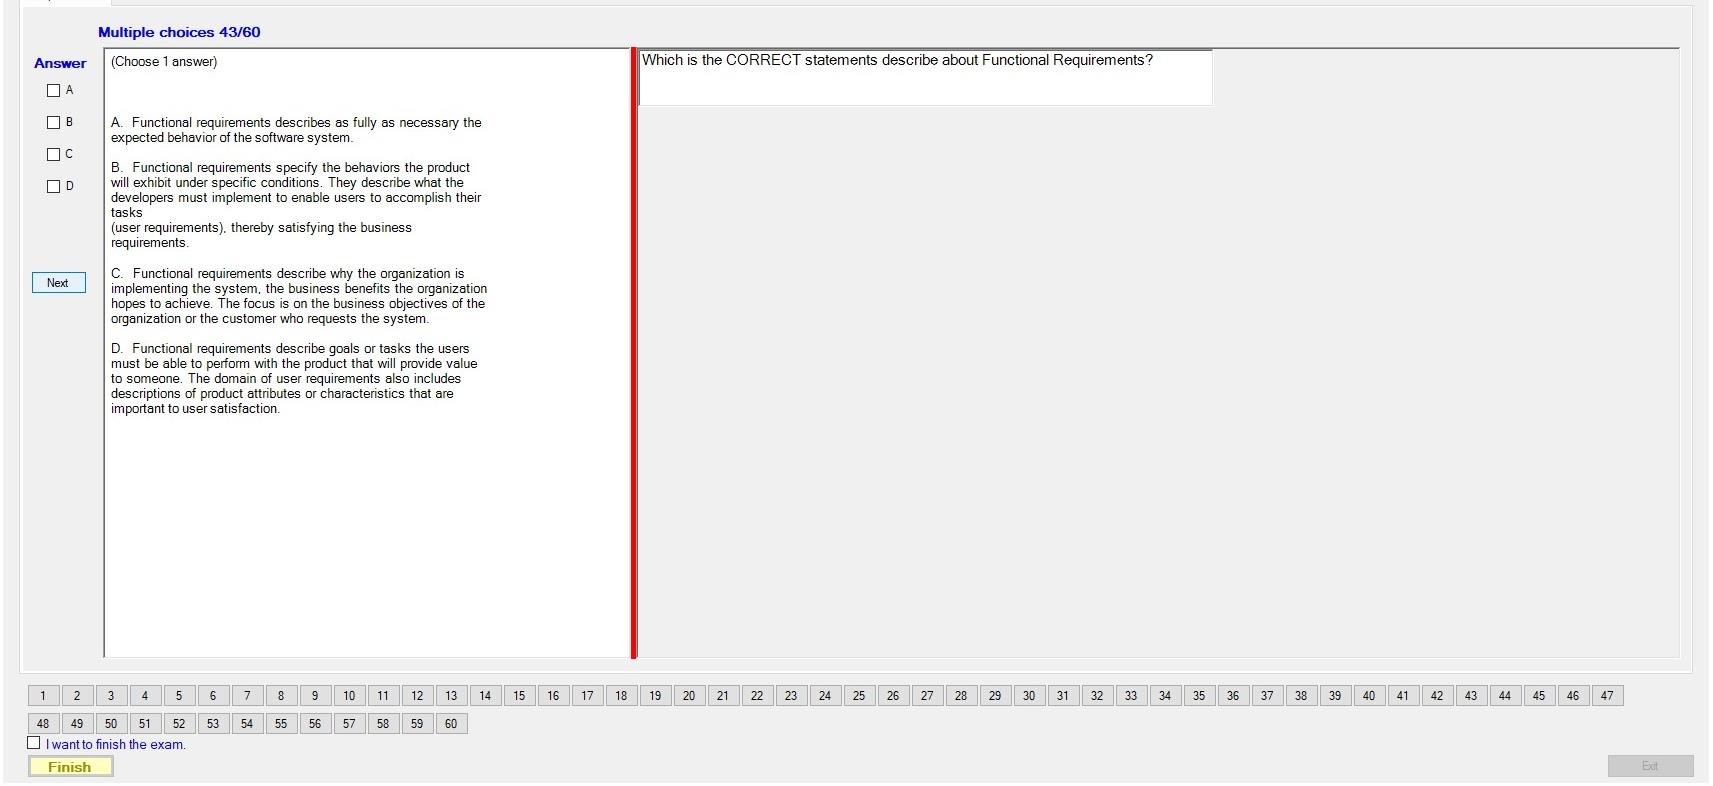 Multiple choices 43/60
Answer
A
B
C
D
Next
(Choose 1 answer)
A. Functional requirements describes as fully as necessary the
expected behavior of the software system.
B. Functional requirements specify the behaviors the product
will exhibit under specific conditions. They describe what the
developers must implement to enable users to accomplish their
tasks
(user requirements), thereby satisfying the business
requirements.
C. Functional requirements describe why the organization is
implementing the system, the business benefits the organization
hopes to achieve. The focus is on the business objectives of the
organization or the customer who requests the system.
D. Functional requirements describe goals or tasks the users
must be able to perform with the product that will provide value
to someone. The domain of user requirements also includes
descriptions of product attributes or characteristics that are
important to user satisfaction.
Which is the CORRECT statements describe about Functional Requirements?
1 2 3 4 5 6 7 8 9 10 11 12 13 14 15 16 17 18 19 20 21 22 23 24 25 26 27 28 29 30 31 32 33 34 35 36 37 38 39 40 41 42 43 44 45 46 47
48 49 50 51 52 53 54 55 56 57 58 59 60
I want to finish the exam.
Finish
Exit